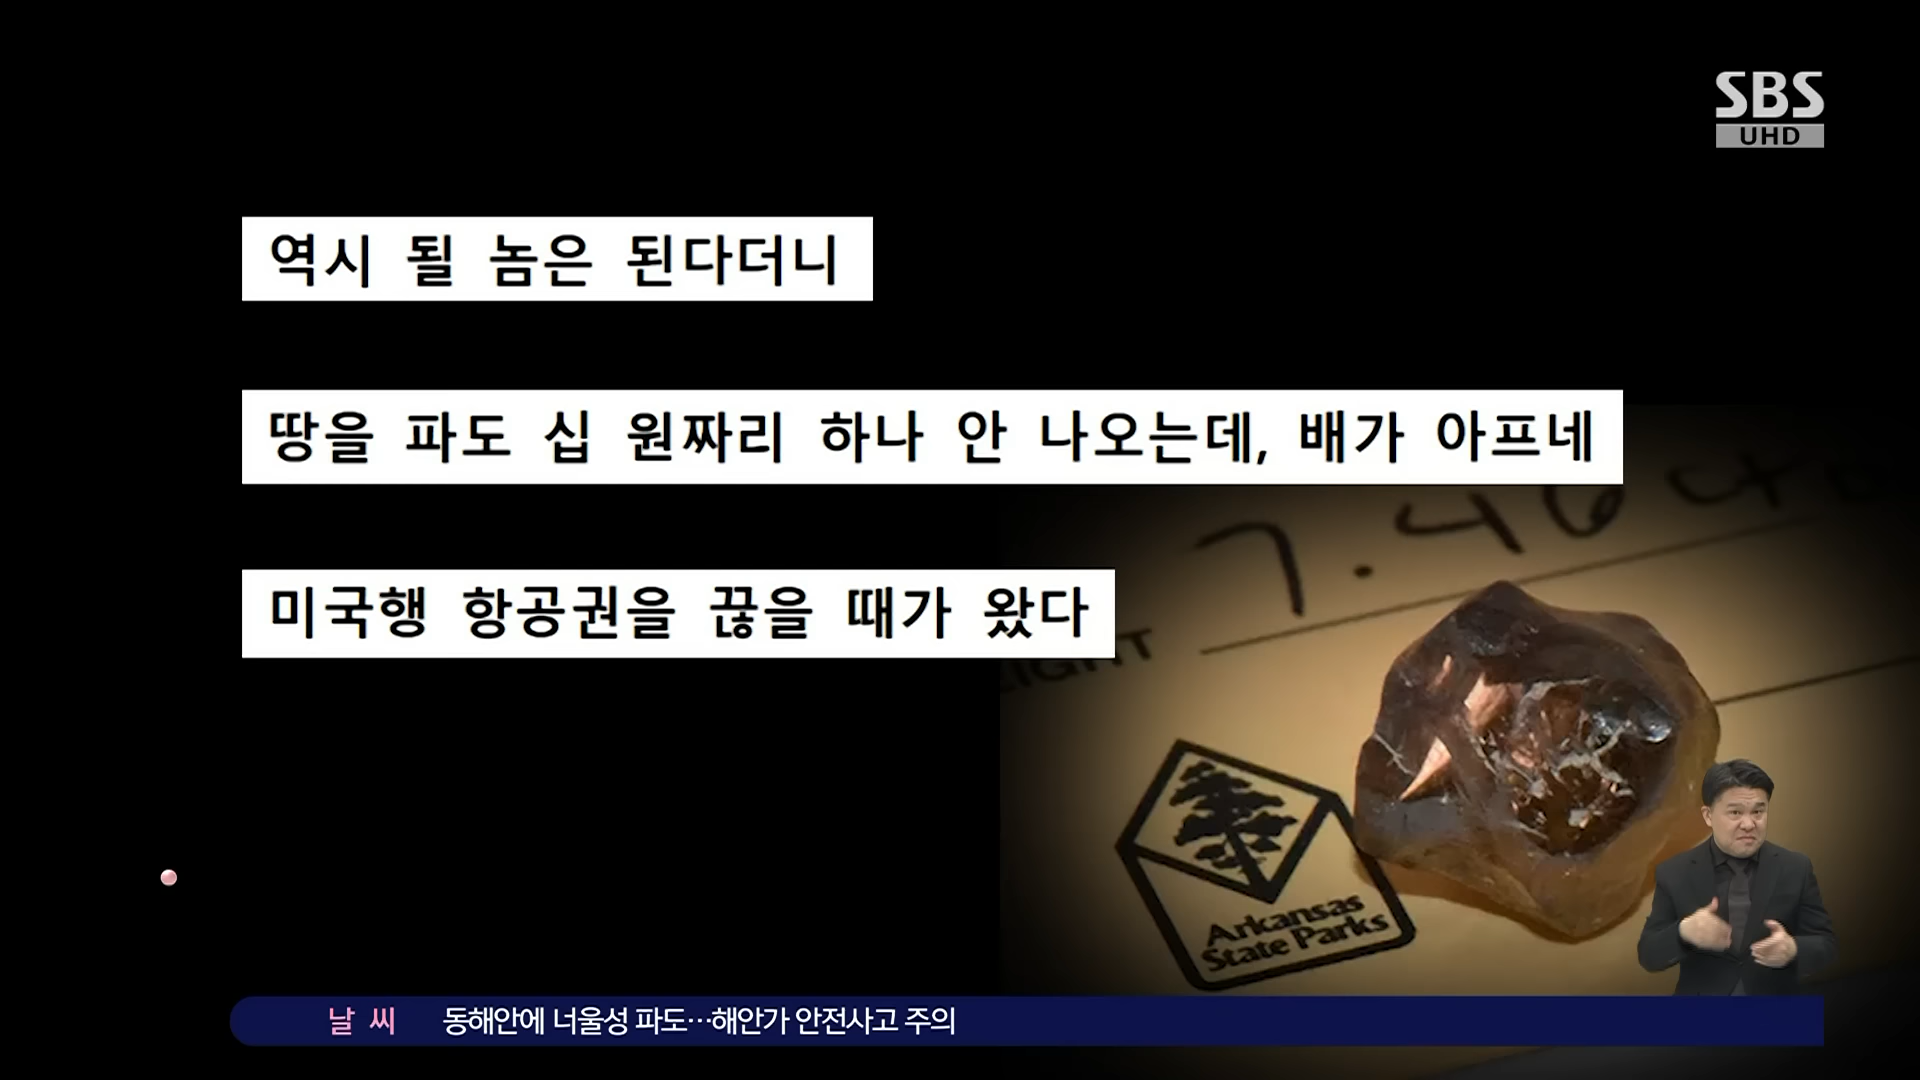 SBS
UHD
역시 될 놈은 된다더니
땅을 파도 십 원짜리 하나 안 나오는데, 배가 아프네
미국행 항공권을 끊을 때가 왔다
7.46
Arkansas
State Parks
날 씨 동해안에 너울성 파도…해안가 안전사고 주의